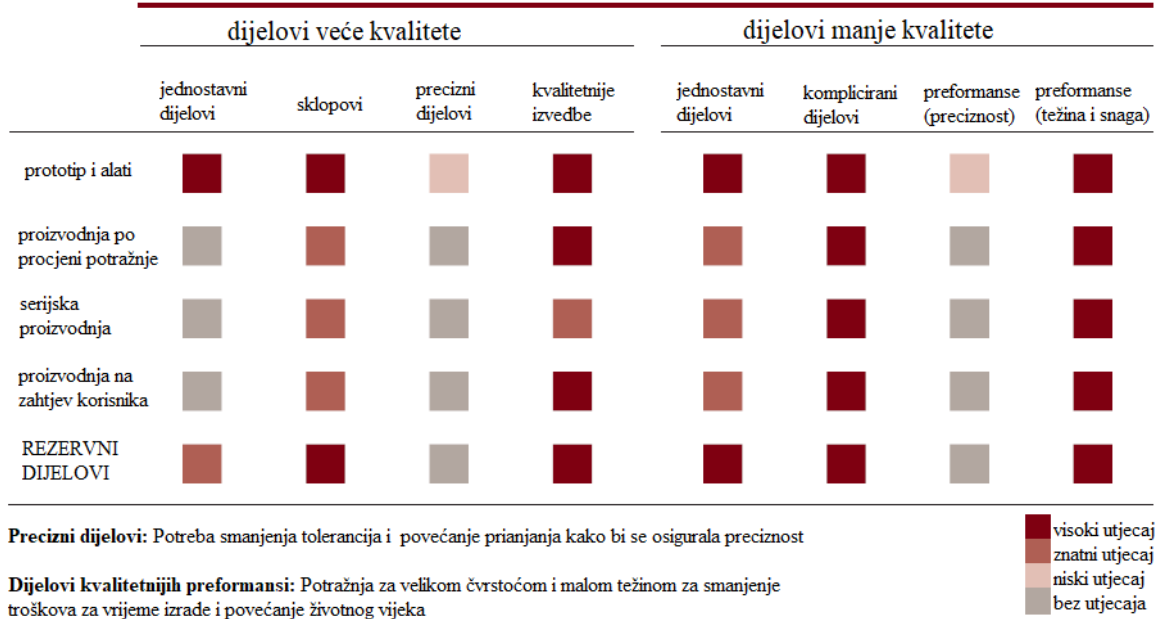 dijelovi veće kvalitete
dijelovi manje kvalitete
jednostavni
dijelovi
sklopovi
precizni
dijelovi
kvalitetnije
izvedbe
jednostavni
dijelovi
komplicirani
dijelovi
preformanse
(preciznost)
preformanse
(težina i snaga)
prototip i alati
proizvodnja po
procjeni potražnje
serijska
proizvodnja
proizvodnja na
zahtjev korisnika
REZERVNI
DIJELOVI
Precizni dijelovi: Potreba smanjenja tolerancija i povećanje prianjanja kako bi se osigurala preciznost
Dijelovi kvalitetnijih preformansi: Potražnja za velikom čvrstoćom i malom težinom za smanjenje
troškova za vrijeme izrade i povećanje životnog vijeka
visoki utjecaj
znatni utjecaj
niski utjecaj
bez utjecaja